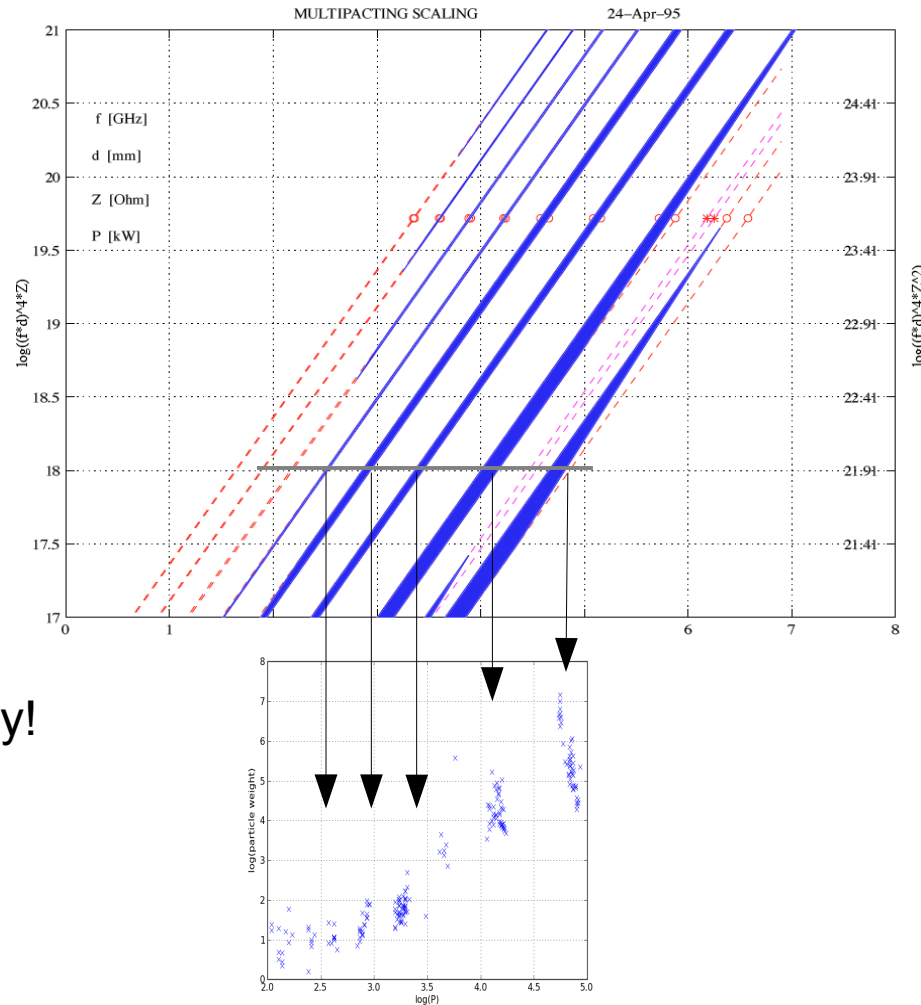 MULTIPACTING SCALING 24-Apr-95
21
20.5
20
19.5
19
18.5
18
17.5
17
log((f*d)^4*Z)
f [GHz]
d [mm]
Z [Ohm]
P [kW]
24.41
23.91
23.41
22.91
22.41
21.91
21.41
log((f*d)^4*Z^2)
0 1 6 7 8
y!
8
7
6
5
4
3
2
1
0
log(particle weight)
2.0 2.5 3.0 3.5 4.0 4.5 5.0
log(P)